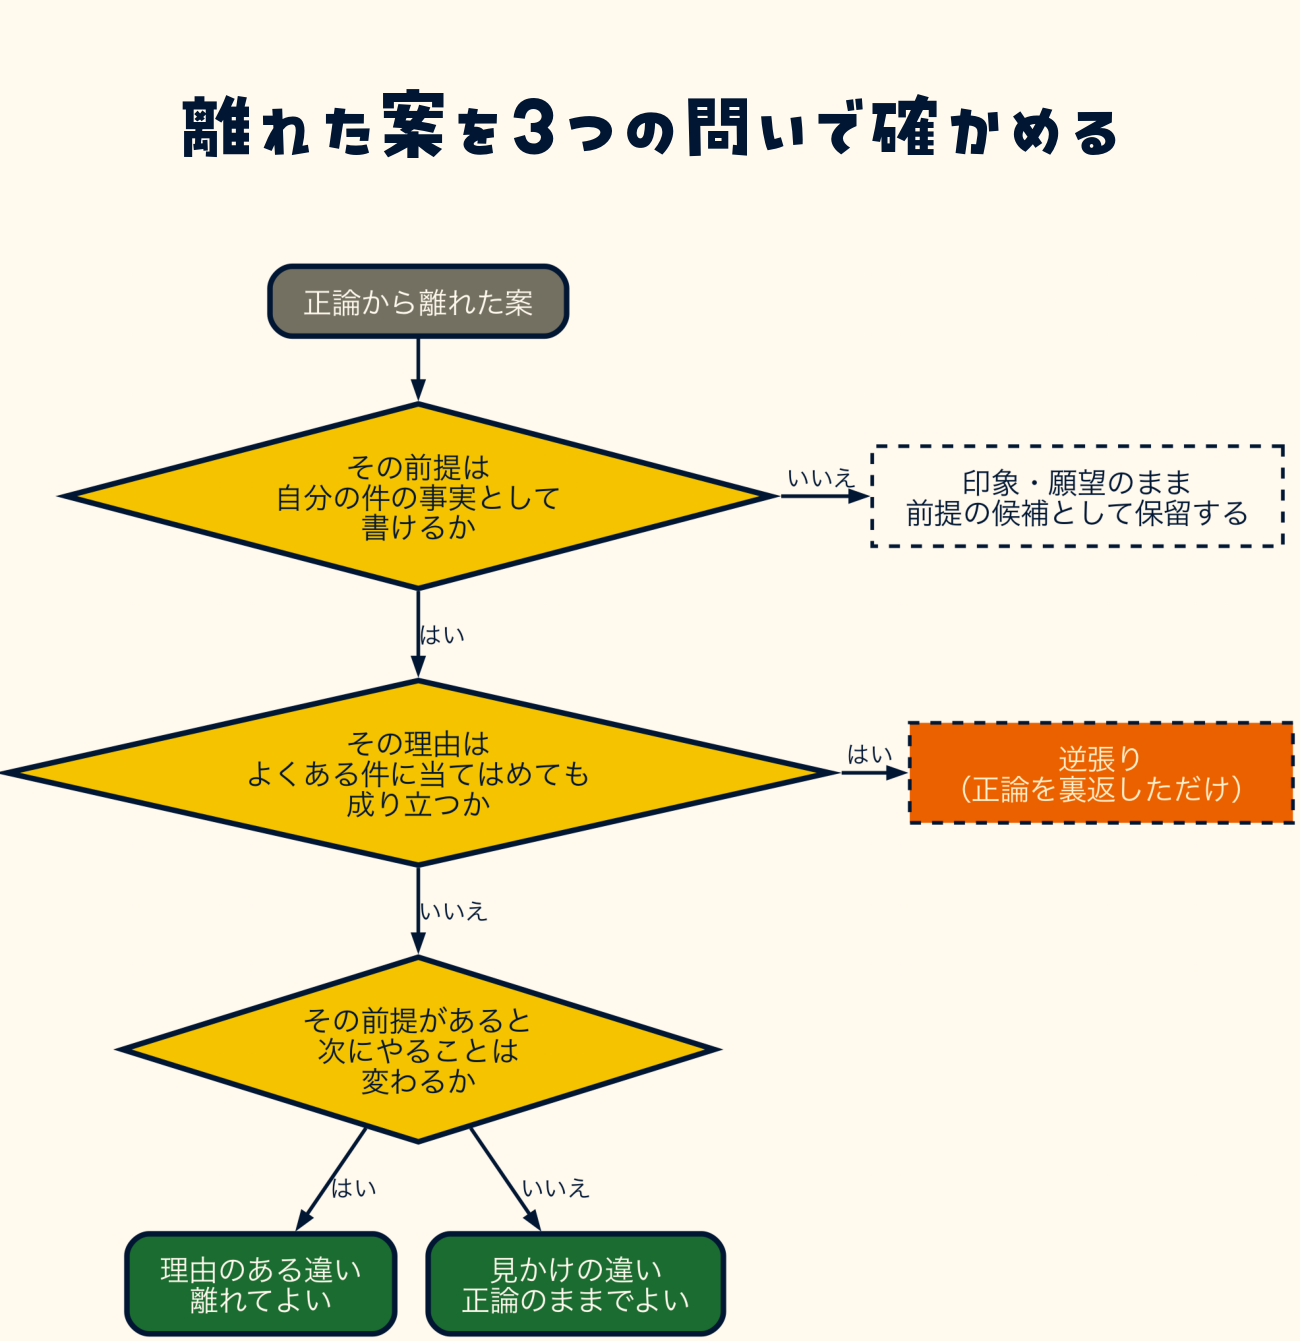 離れた案を3つの問いで確かめる
正論から離れた案
その前提は
自分の件の事実として
書けるか
いいえ
印象・願望のまま
前提の候補として保留する
はい
その理由は
よくある件に当てはめても
成り立つか
はい
逆張り
（正論を裏返しただけ）
いいえ
その前提があると
次にやることは
変わるか
はい
いいえ
理由のある違い
離れてよい
見かけの違い
正論のままでよい